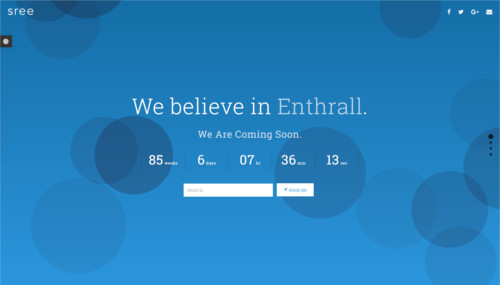 sree
We believe in Enthrall.
We Are Coming Soon.
85 weeks 6 days 07 hr 36 min 13 sec
Email id Notify Me